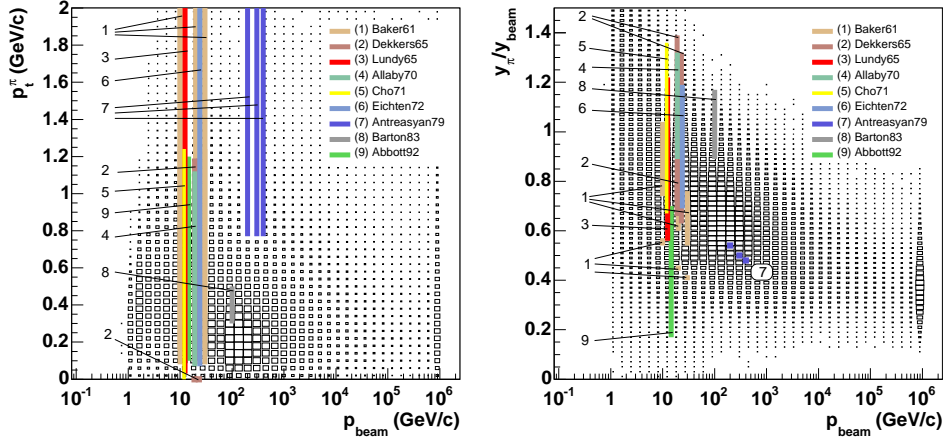 p_t^π (GeV/c)
2
1.8
1.6
1.4
1.2
1
0.8
0.6
0.4
0.2
0
1
3
6
7
2
5
9
4
8
2
(1) Baker61
(2) Dekkers65
(3) Lundy65
(4) Allaby70
(5) Cho71
(6) Eichten72
(7) Antreasyan79
(8) Barton83
(9) Abbott92
10^-1 1 10 10^2 10^3 10^4 10^5 10^6
p_beam (GeV/c)
y_π/y_beam
1.4
1.2
1
0.8
0.6
0.4
0.2
0
2
5
4
8
6
2
1
3
1
9
7
(1) Baker61
(2) Dekkers65
(3) Lundy65
(4) Allaby70
(5) Cho71
(6) Eichten72
(7) Antreasyan79
(8) Barton83
(9) Abbott92
10^-1 1 10 10^2 10^3 10^4 10^5 10^6
p_beam (GeV/c)